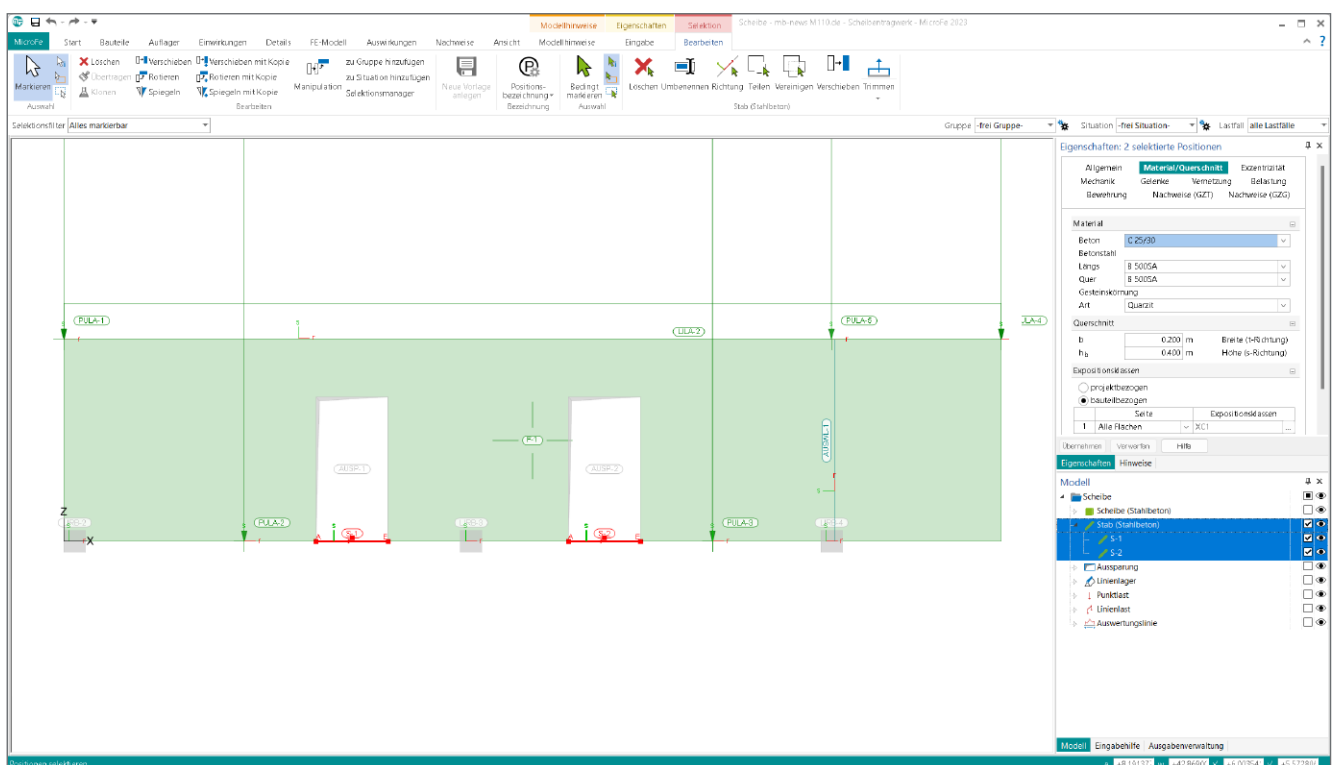 Modellhinweise Eigenschaften Selektion Scheibe - mb-news M110.de - Scheibentragwerk - MicroFe 2023
MicroFe Start Bauteile Auflager Einwirkungen Details FE-Modell Auswirkungen Nachweise Ansicht Modellhinweise Eingabe Bearbeiten
Löschen Verschieben Verschieben mit Kopie zu Gruppe hinzufügen
Übertragen Rotieren Rotieren mit Kopie zu Situation hinzufügen
Markieren Klonen Spiegeln Spiegeln mit Kopie Manipulation Selektionsmanager
Neue Vorlage anlegen
Positions-bezeichnung
Bedingt markieren
Löschen Umbenennen Richtung Teilen Vereinigen Verschieben Trimmen
Auswahl Bearbeiten Bezeichnung Auswahl Stab (Stahlbeton)
Selektionsfilter Alles markierbar Gruppe -frei Gruppe- Situation -frei Situation- Lastfall alle Lastfälle
Eigenschaften: 2 selektierte Positionen
Allgemein Material/Querschnitt Exzentrizität
Mechanik Gelenke Vernetzung Belastung
Bewehrung Nachweise (GZT) Nachweise (GZG)
Material
Beton C 25/30
Betonstahl
Längs B 500SA
Quer B 500SA
Gesteinskörnung
Art Quarzit
Querschnitt
b 0.200 m Breite (t-Richtung)
h b 0.400 m Höhe (s-Richtung)
Expositionsklassen
projektbezogen
bauteilbezogen
Seite Expositionsklassen
1 Alle Flächen XC1 ...
Übernehmen Verwerfen Hilfe
Eigenschaften Hinweise
Modell
Scheibe
Scheibe (Stahlbeton)
Stab (Stahlbeton)
S-1
S-2
Aussparung
Linienlager
Punktlast
Linienlast
Auswertungslinie
Modell Eingabehilfe Ausgabenverwaltung
PULA-1
LILA-2
PULA-5
ULA-4
S-1
AUSP-1
AUSP-2
S-2
PULA-2
PULA-3
Z
X
Positionen selektieren